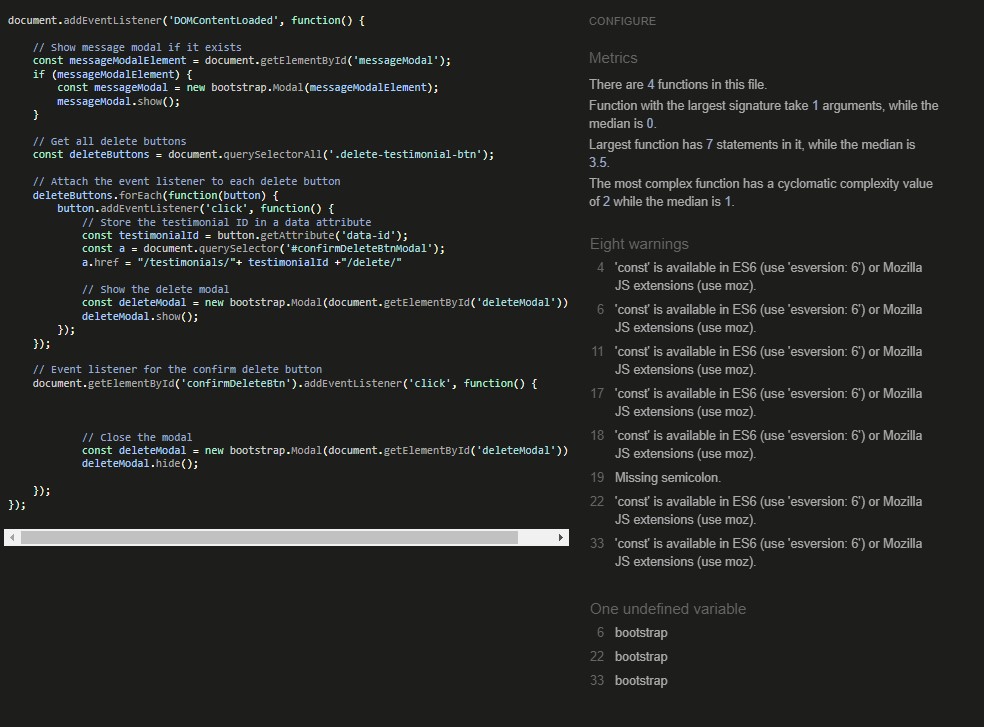 document.addEventListener('DOMContentLoaded', function() {
// Show message modal if it exists
const messageModalElement = document.getElementById('messageModal');
if (messageModalElement) {
const messageModal = new bootstrap.Modal(messageModalElement);
messageModal.show();
}
// Get all delete buttons
const deleteButtons = document.querySelectorAll('.delete-testimonial-btn');
// Attach the event listener to each delete button
deleteButtons.forEach(function(button) {
button.addEventListener('click', function() {
// Store the testimonial ID in a data attribute
const testimonialId = button.getAttribute('data-id');
const a = document.querySelector('#confirmDeleteBtnModal');
a.href = "/testimonials/"+ testimonialId +"/delete/"
// Show the delete modal
const deleteModal = new bootstrap.Modal(document.getElementById('deleteModal'))
deleteModal.show();
});
});
// Event listener for the confirm delete button
document.getElementById('confirmDeleteBtn').addEventListener('click', function() {
// Close the modal
const deleteModal = new bootstrap.Modal(document.getElementById('deleteModal'))
deleteModal.hide();
});
});
CONFIGURE
Metrics
There are 4 functions in this file.
Function with the largest signature take 1 arguments, while the
median is 0.
Largest function has 7 statements in it, while the median is
3.5.
The most complex function has a cyclomatic complexity value
of 2 while the median is 1.
Eight warnings
4 'const' is available in ES6 (use 'esversion: 6') or Mozilla
JS extensions (use moz).
6 'const' is available in ES6 (use 'esversion: 6') or Mozilla
JS extensions (use moz).
11 'const' is available in ES6 (use 'esversion: 6') or Mozilla
JS extensions (use moz).
17 'const' is available in ES6 (use 'esversion: 6') or Mozilla
JS extensions (use moz).
18 'const' is available in ES6 (use 'esversion: 6') or Mozilla
JS extensions (use moz).
19 Missing semicolon.
22 'const' is available in ES6 (use 'esversion: 6') or Mozilla
JS extensions (use moz).
33 'const' is available in ES6 (use 'esversion: 6') or Mozilla
JS extensions (use moz).
One undefined variable
6 bootstrap
22 bootstrap
33 bootstrap